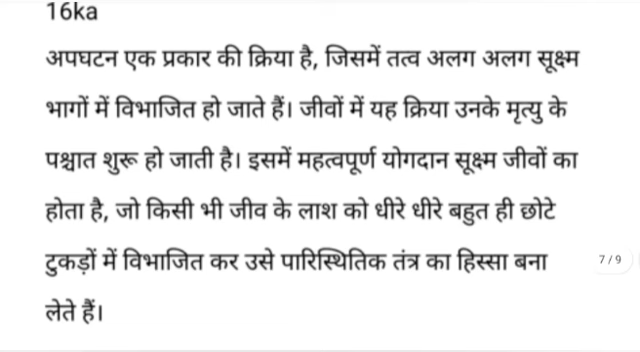 16ka
अपघटन एक प्रकार की क्रिया है, जिसमें तत्व अलग अलग सूक्ष्म
भागों में विभाजित हो जाते हैं। जीवों में यह क्रिया उनके मृत्यु के
पश्चात शुरू हो जाती है। इसमें महत्वपूर्ण योगदान सूक्ष्म जीवों का
होता है, जो किसी भी जीव के लाश को धीरे धीरे बहुत ही छोटे
टुकड़ों में विभाजित कर उसे पारिस्थितिक तंत्र का हिस्सा बना
7 / 9
लेते हैं।